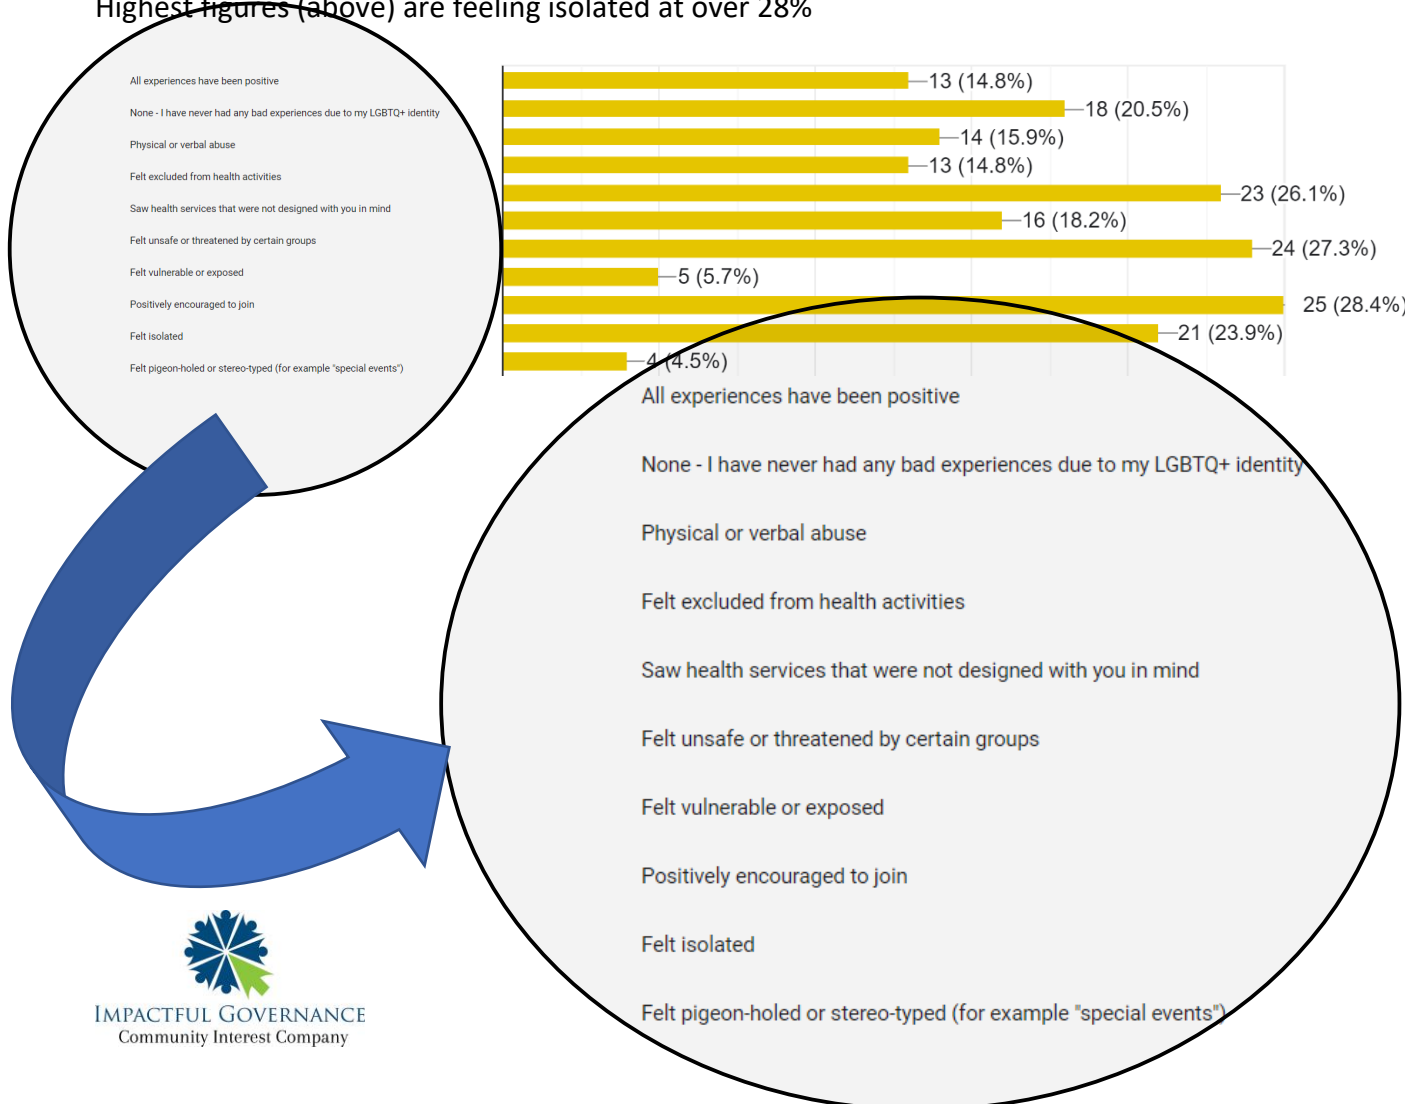 Highest figures (above) are feeling isolated at over 28%
All experiences have been positive
None - I have never had any bad experiences due to my LGBTQ+ identity
Physical or verbal abuse
Felt excluded from health activities
Saw health services that were not designed with you in mind
Felt unsafe or threatened by certain groups
Felt vulnerable or exposed
Positively encouraged to join
Felt isolated
Felt pigeon-holed or stereo-typed (for example "special events")
13 (14.8%)
18 (20.5%)
14 (15.9%)
13 (14.8%)
23 (26.1%)
16 (18.2%)
24 (27.3%)
5 (5.7%)
25 (28.4%)
21 (23.9%)
4 (4.5%)
All experiences have been positive
None - I have never had any bad experiences due to my LGBTQ+ identity
Physical or verbal abuse
Felt excluded from health activities
Saw health services that were not designed with you in mind
Felt unsafe or threatened by certain groups
Felt vulnerable or exposed
Positively encouraged to join
Felt isolated
Felt pigeon-holed or stereo-typed (for example "special events")
IMPACTFUL GOVERNANCE
Community Interest Company